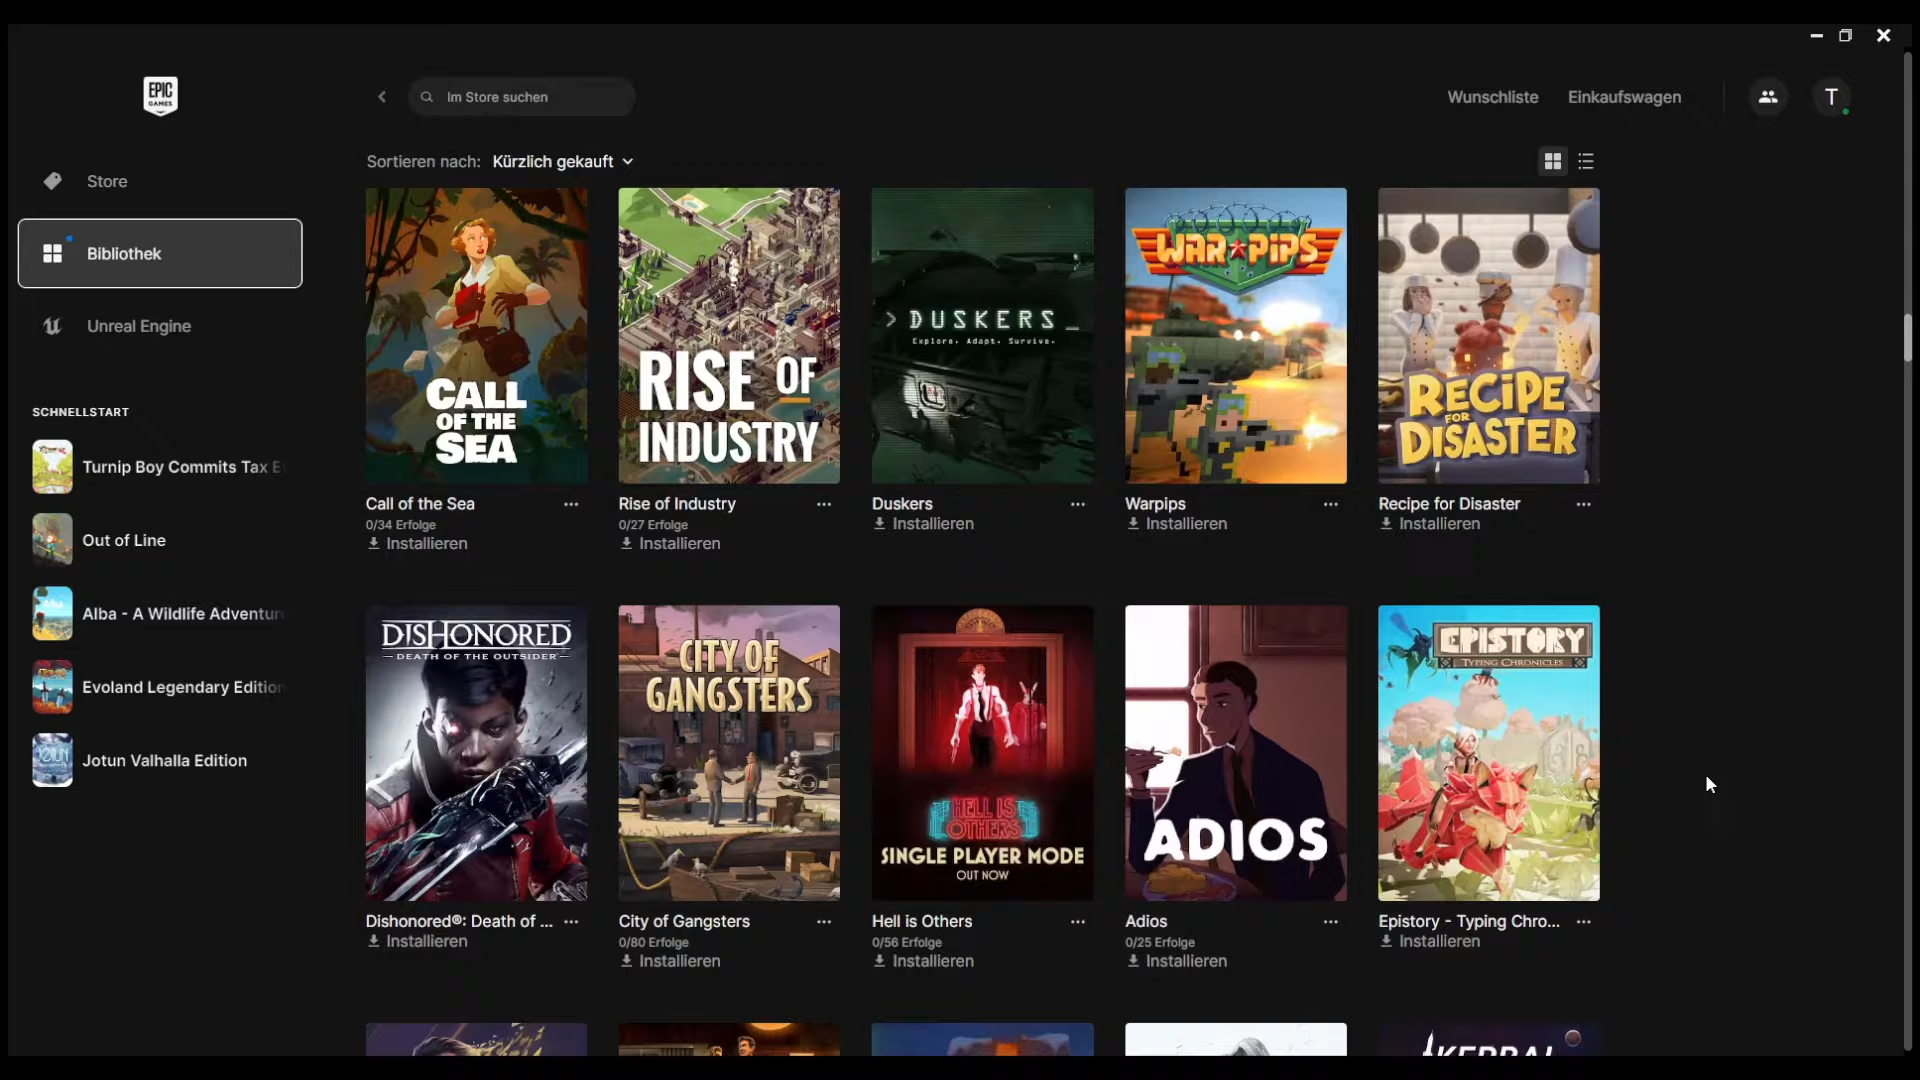 EPIC
GAMES
Im Store suchen
Wunschliste
Einkaufswagen
T
Store
Bibliothek
Unreal Engine
SCHNELLSTART
Turnip Boy Commits Tax E
Out of Line
Alba - A Wildlife Adventure
Evoland Legendary Edition
Jotun Valhalla Edition
Sortieren nach: Kürzlich gekauft
CALL
OF THE
SEA
Call of the Sea
0/34 Erfolge
Installieren
RISE OF
INDUSTRY
Rise of Industry
0/27 Erfolge
Installieren
> DUSKERS_
Explore. Adapt. Survive.
Duskers
Installieren
WARPIPS
Warpips
Installieren
RECIPE
FOR
DISASTER
Recipe for Disaster
Installieren
DISHONORED
DEATH OF THE OUTSIDER
Dishonored®: Death of ...
Installieren
CITY OF
GANGSTERS
City of Gangsters
0/80 Erfolge
Installieren
HELL IS
OTHERS
SINGLE PLAYER MODE
OUT NOW
Hell is Others
0/56 Erfolge
Installieren
ADIOS
Adios
0/25 Erfolge
Installieren
EPISTORY
TYPING CHRONICLES
Epistory - Typing Chro...
Installieren